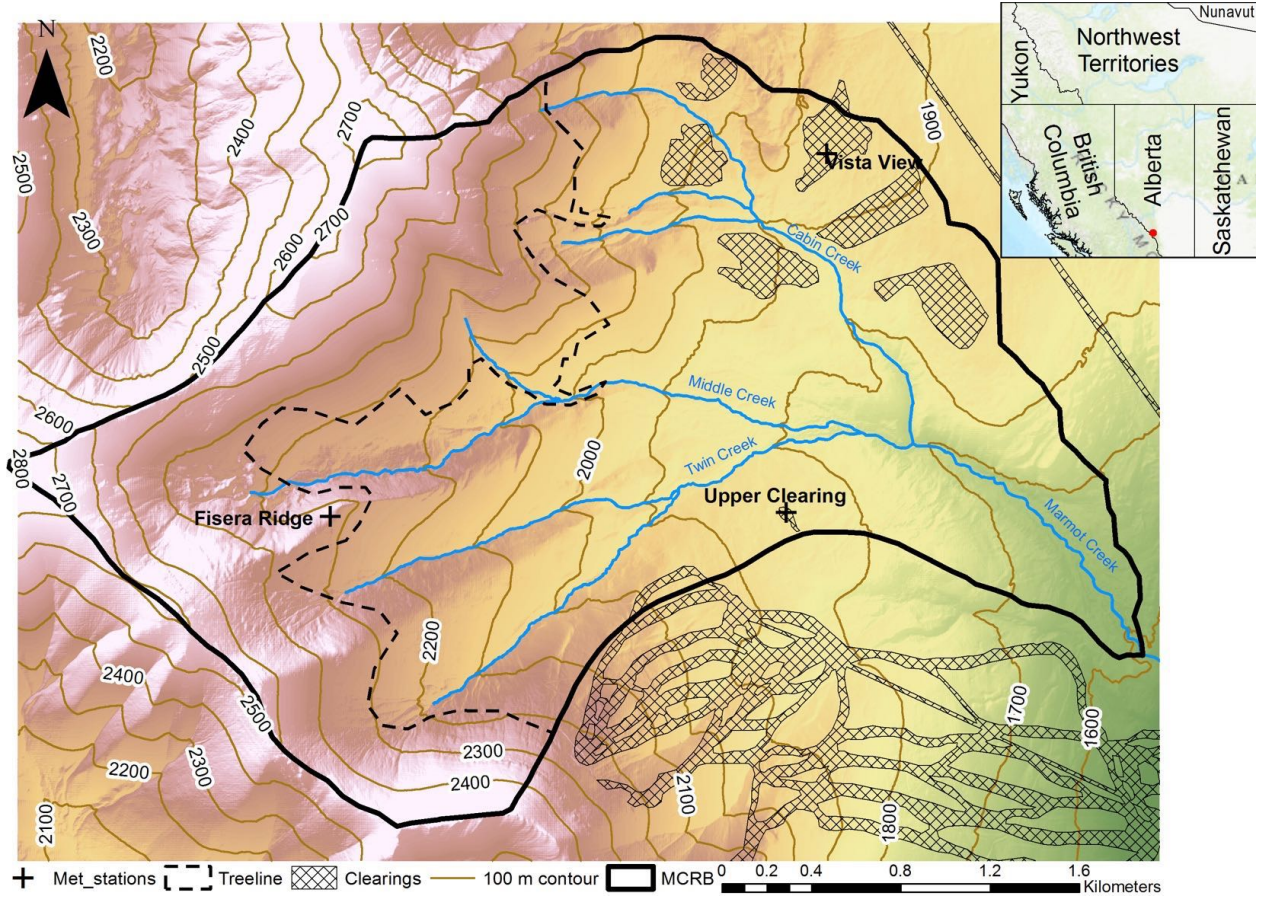 N
Nunavut
Yukon
Northwest
Territories
British
Columbia
Alberta
Saskatchewan
A
K Y M
2200
2400
2700
1900
2500
2300
2600
2700
Vista View
Cabin Creek
2500
2600
Middle Creek
2800
2700
2000
Twin Creek
Upper Clearing
Fisera Ridge
Marmot Creek
2200
2400
2500
1700
1600
2300
2300
2200
2400
2100
2100
1800
Met_stations
Treeline
Clearings
100 m contour
MCRB
0 0.2 0.4 0.8 1.2 1.6
Kilometers